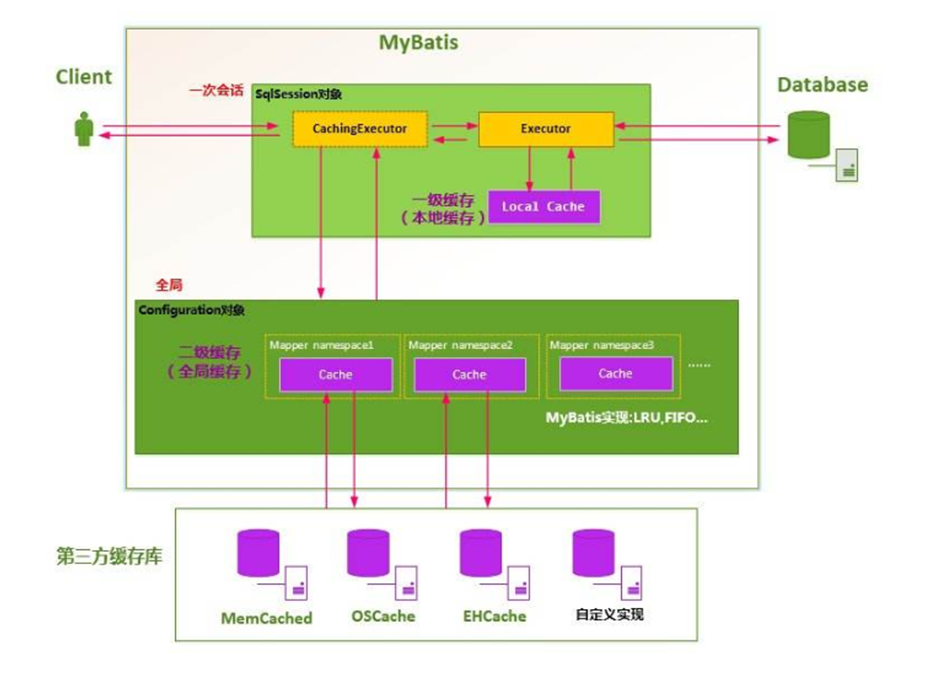 MyBatis
Client
Database
一次会话
SqlSession对象
CachingExecutor
Executor
一级缓存
（本地缓存）
Local Cache
全局
Configuration对象
二级缓存
（全局缓存）
Mapper namespace1
Mapper namespace2
Mapper namespace3
Cache
Cache
Cache
......
MyBatis实现:LRU,FIFO...
第三方缓存库
MemCached
OSCache
EHCache
自定义实现